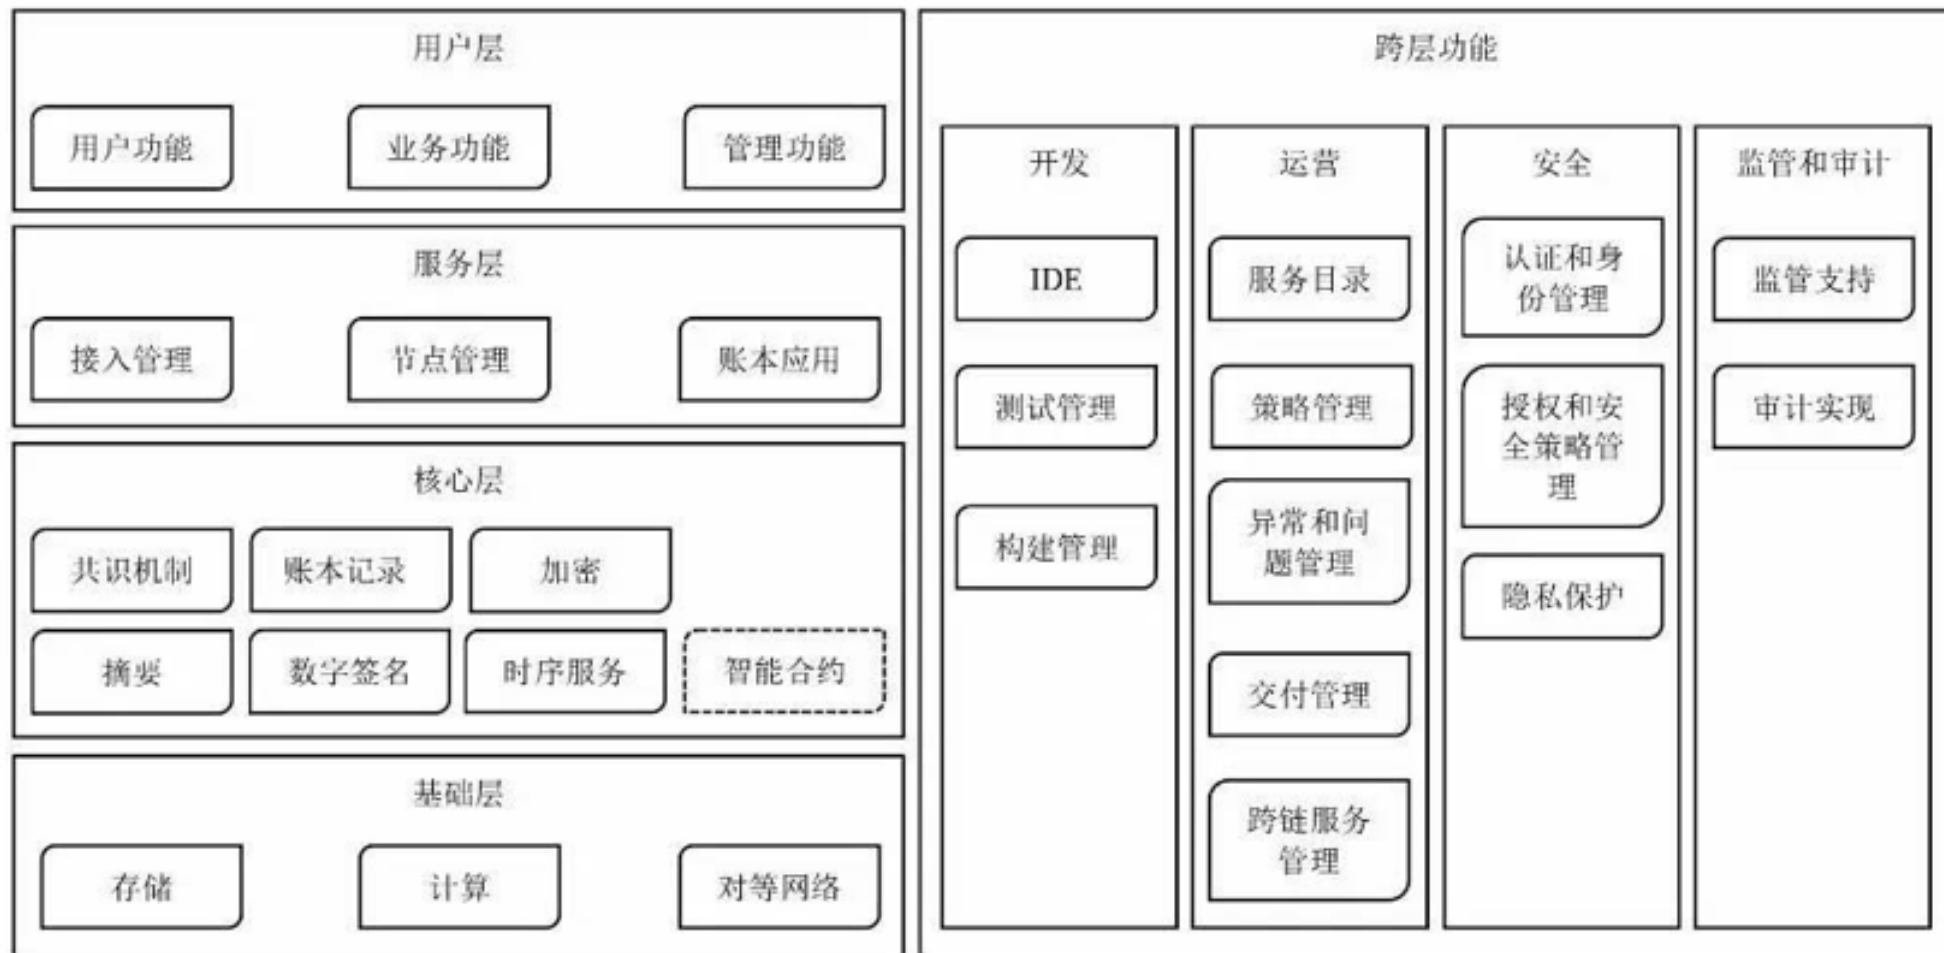 用户层
用户功能
业务功能
管理功能
服务层
接入管理
节点管理
账本应用
核心层
共识机制
账本记录
加密
摘要
数字签名
时序服务
智能合约
基础层
存储
计算
对等网络
跨层功能
开发
IDE
测试管理
构建管理
运营
服务目录
策略管理
异常和问
题管理
交付管理
跨链服务
管理
安全
认证和身
份管理
授权和安
全策略管
理
隐私保护
监管和审计
监管支持
审计实现